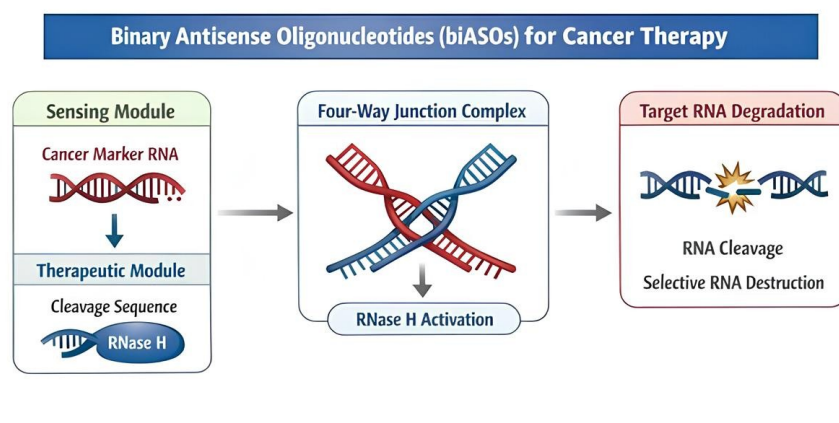 Binary Antisense Oligonucleotides (biASOs) for Cancer Therapy
Sensing Module
Cancer Marker RNA
Therapeutic Module
Cleavage Sequence
RNase H
Four-Way Junction Complex
RNase H Activation
Target RNA Degradation
RNA Cleavage
Selective RNA Destruction